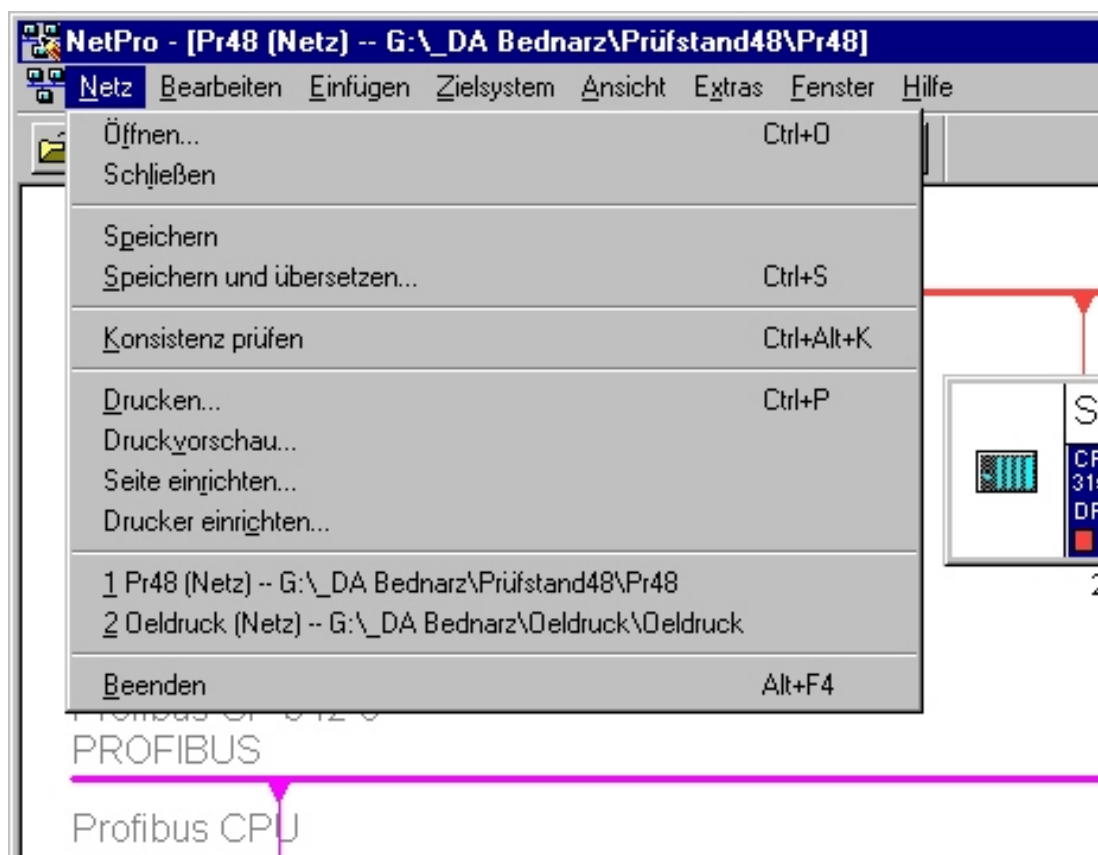 NetPro - [Pr48 (Netz) -- G:\_DA Bednarz\Prüfstand48\Pr48]
Netz Bearbeiten Einfügen Zielsystem Ansicht Extras Fenster Hilfe
Öffnen... Ctrl+O
Schließen
Speichern
Speichern und übersetzen... Ctrl+S
Konsistenz prüfen Ctrl+Alt+K
Drucken... Ctrl+P
Druckvorschau...
Seite einrichten...
Drucker einrichten...
1 Pr48 (Netz) -- G:\_DA Bednarz\Prüfstand48\Pr48
2 Oeldruck (Netz) -- G:\_DA Bednarz\Oeldruck\Oeldruck
Beenden Alt+F4
PROFIBUS
Profibus CPU